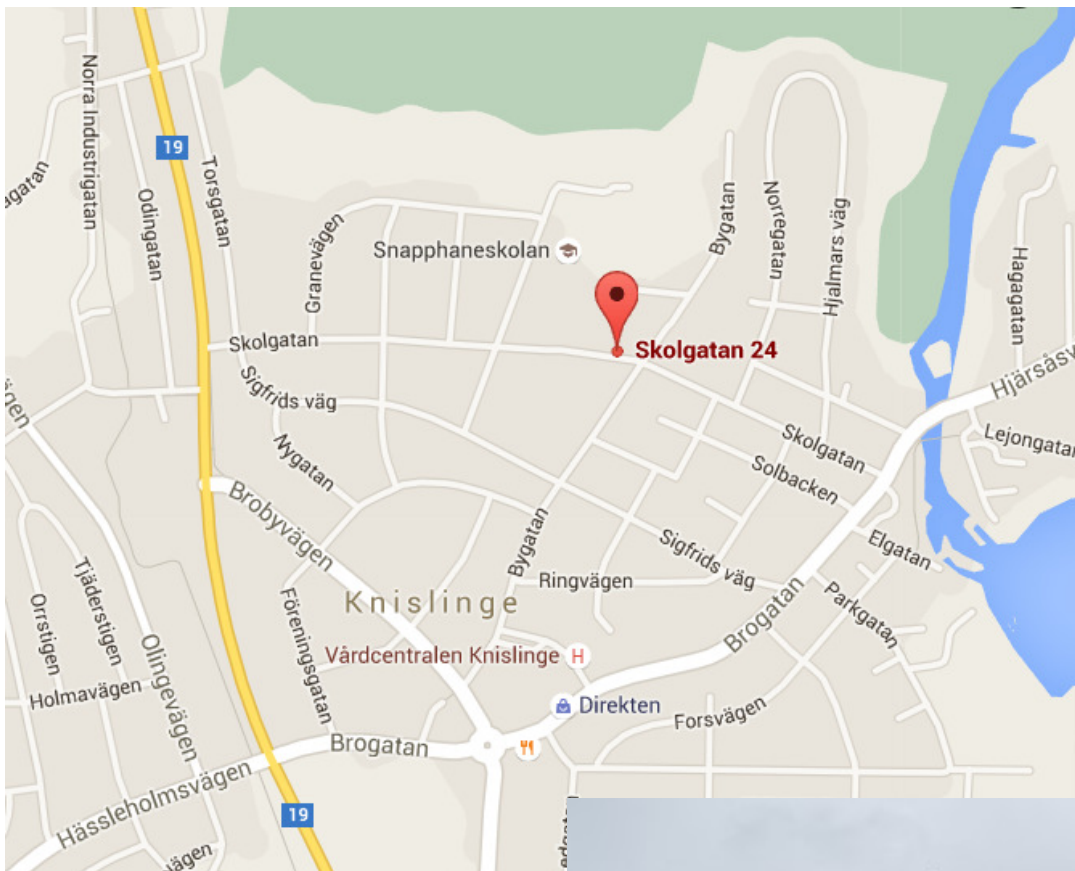 Norra Industrigatan
19
Torsgatan
Odingatan
agatan
Granevägen
Snapphaneskolan
Bygatan
Norregatan
Hjalmars väg
Hagagatan
Skolgatan
Skolgatan 24
Hjärsåsv
Sigfrids väg
Lejongatan
Skolgatan
Solbacken
Nygatan
vägen
Brobyvägen
Bygatan
Sigfrids väg
Elgatan
Ringvägen
Knislinge
Parkgatan
Brogatan
Tjäderstigen
Orrstigen
Föreningsgatan
Olingevägen
Vårdcentralen Knislinge H
Holmavägen
Direkten
Forsvägen
Brogatan
Hässleholmsvägen
19
ägen
edgatan